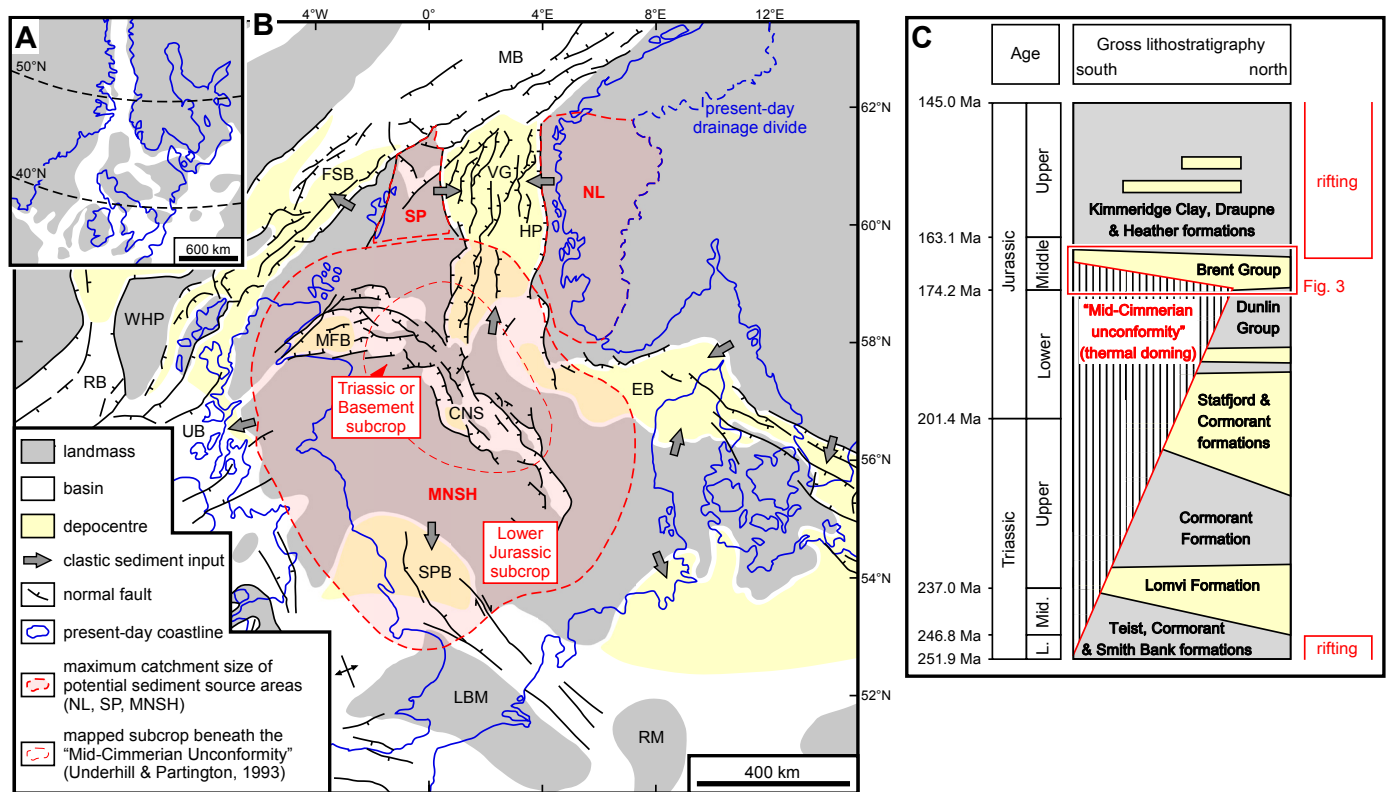 A
50°N
40°N
600 km
B
4°W
0°
4°E
8°E
12°E
62°N
60°N
58°N
56°N
54°N
52°N
MB
present-day
drainage divide
FSB
VG
SP
NL
HP
WHP
MFB
RB
Triassic or
Basement
subcrop
EB
CNS
UB
MNSH
Lower
Jurassic
subcrop
SPB
LBM
RM
400 km
landmass
basin
depocentre
clastic sediment input
normal fault
present-day coastline
maximum catchment size of
potential sediment source areas
(NL, SP, MNSH)
mapped subcrop beneath the
“Mid-Cimmerian Unconformity”
(Underhill & Partington, 1993)
C
Age
Gross lithostratigraphy
south north
145.0 Ma
163.1 Ma
174.2 Ma
201.4 Ma
237.0 Ma
246.8 Ma
251.9 Ma
Jurassic
Triassic
Upper
Middle
Lower
Upper
Mid.
L.
Kimmeridge Clay, Draupne
& Heather formations
Brent Group
"Mid-Cimmerian
unconformity"
(thermal doming)
Dunlin
Group
Statfjord &
Cormorant
formations
Cormorant
Formation
Lomvi Formation
Teist, Cormorant
& Smith Bank formations
rifting
Fig. 3
rifting